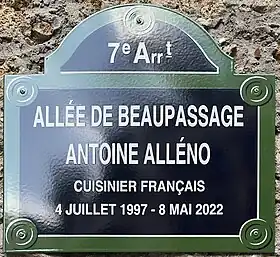 7e Arrt
ALLÉE DE BEAUPASSAGE
ANTOINE ALLÉNO
CUISINIER FRANÇAIS
4 JUILLET 1997 - 8 MAI 2022